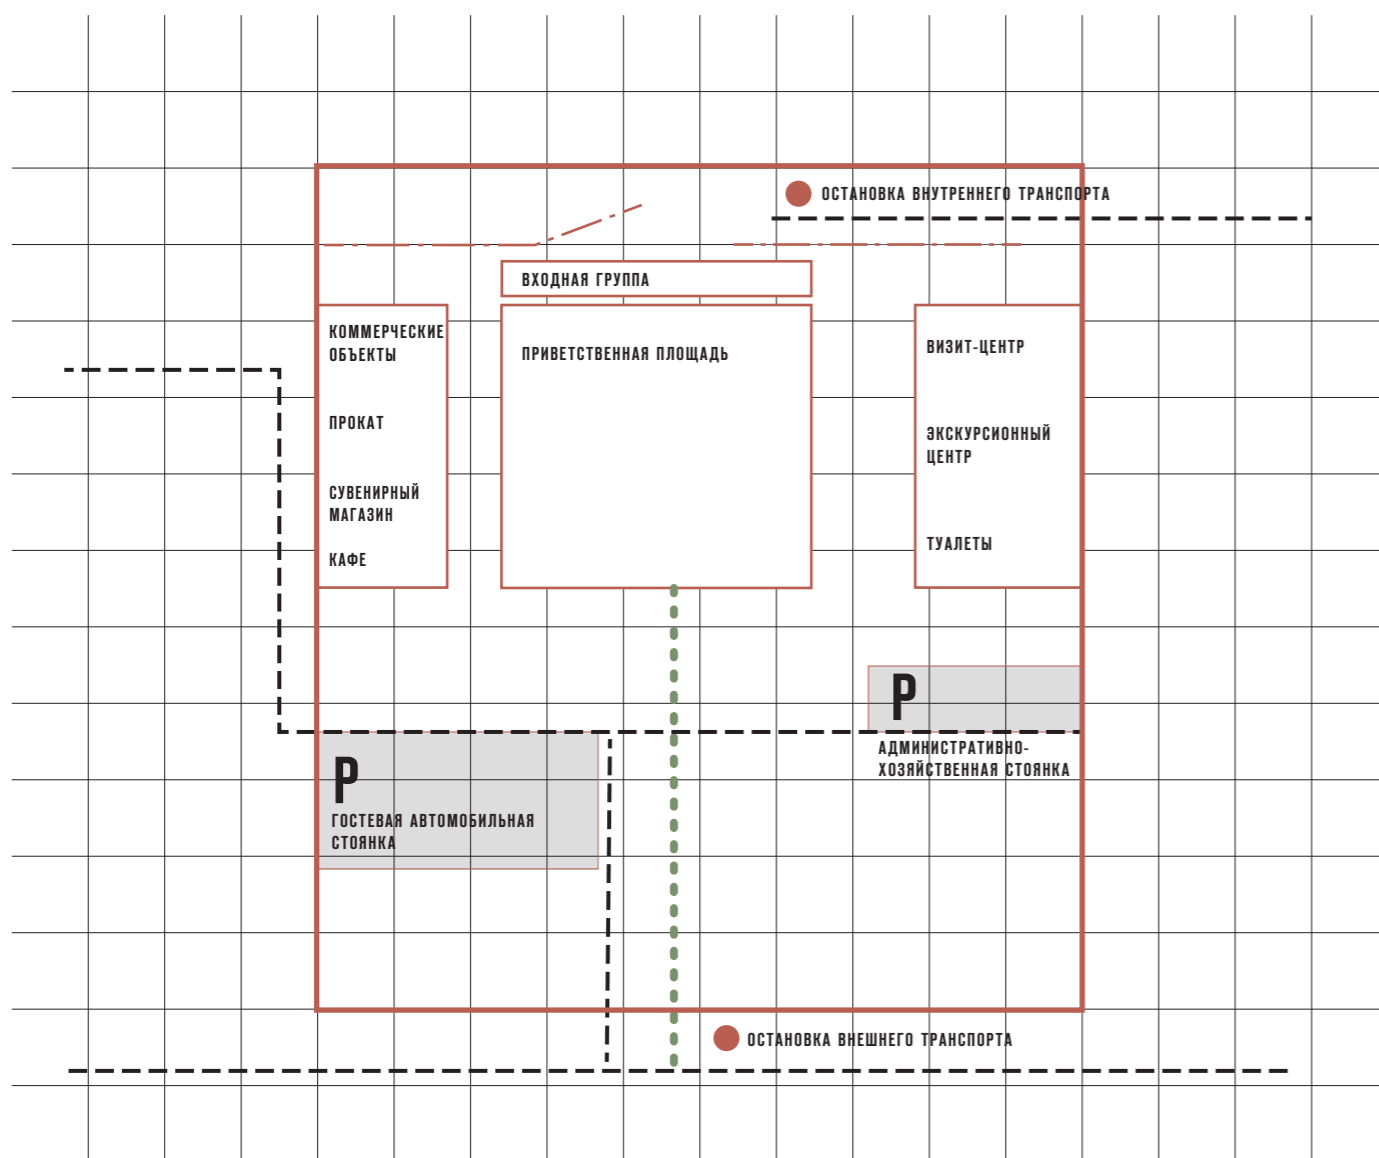 ОСТАНОВКА ВНУТРЕННЕГО ТРАНСПОРТА
ВХОДНАЯ ГРУППА
КОММЕРЧЕСКИЕ
ОБЪЕКТЫ
ПРОКАТ
СУВЕНИРНЫЙ
МАГАЗИН
КАФЕ
ПРИВЕТСТВЕННАЯ ПЛОЩАДЬ
ВИЗИТ-ЦЕНТР
ЭКСКУРСИОННЫЙ
ЦЕНТР
ТУАЛЕТЫ
Р
АДМИНИСТРАТИВНО-
ХОЗЯЙСТВЕННАЯ СТОЯНКА
Р
ГОСТЕВАЯ АВТОМОБИЛЬНАЯ
СТОЯНКА
ОСТАНОВКА ВНЕШНЕГО ТРАНСПОРТА